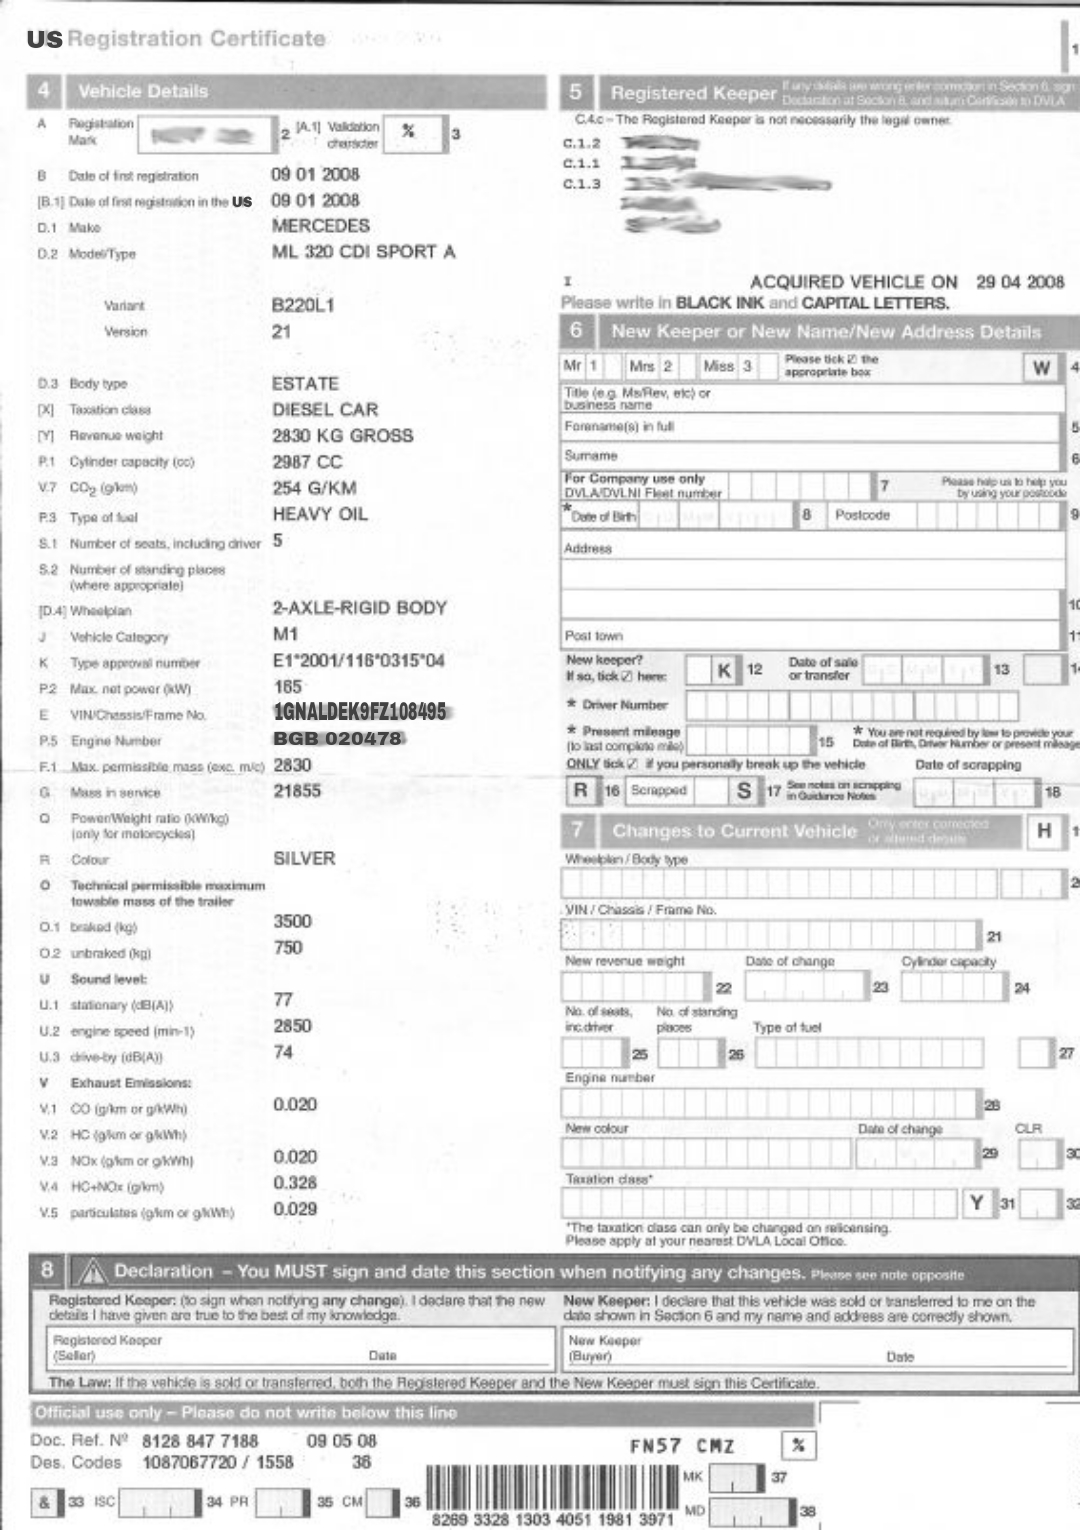 US Registration Certificate
1
4 Vehicle Details
A Registration Mark 2 [A.1] Validation character % 3
B Date of first registration 09 01 2008
[B.1] Date of first registration in the US 09 01 2008
D.1 Make MERCEDES
D.2 Model/Type ML 320 CDI SPORT A
Variant B220L1
Version 21
D.3 Body type ESTATE
[X] Taxation class DIESEL CAR
[Y] Revenue weight 2830 KG GROSS
P.1 Cylinder capacity (cc) 2987 CC
V.7 CO2 (g/km) 254 G/KM
P.3 Type of fuel HEAVY OIL
S.1 Number of seats, including driver 5
S.2 Number of standing places
(where appropriate)
[D.4] Wheelplan 2-AXLE-RIGID BODY
J Vehicle Category M1
K Type approval number E1*2001/116*0315*04
P.2 Max. net power (kW) 165
E VIN/Chassis/Frame No. 1GNALDEK9FZ108495
P.5 Engine Number BGB 020478
F.1 Max. permissible mass (exc. m/c) 2830
G Mass in service 21855
Q Power/Weight ratio (kW/kg)
(only for motorcycles)
R Colour SILVER
O Technical permissible maximum
towable mass of the trailer
O.1 braked (kg) 3500
O.2 unbraked (kg) 750
U Sound level:
U.1 stationary (dB(A)) 77
U.2 engine speed (min-1) 2850
U.3 drive-by (dB(A)) 74
V Exhaust Emissions:
V.1 CO (g/km or g/kWh) 0.020
V.2 HC (g/km or g/kWh)
V.3 NOx (g/km or g/kWh) 0.020
V.4 HC+NOx (g/km) 0.328
V.5 particulates (g/km or g/kWh) 0.029
5 Registered Keeper If any details are wrong enter correction in Section 6, sign
Declaration at Section 8, and return Certificate to DVLA
C.4.c – The Registered Keeper is not necessarily the legal owner.
C.1.2
C.1.1
C.1.3
I ACQUIRED VEHICLE ON 29 04 2008
Please write in BLACK INK and CAPITAL LETTERS.
6 New Keeper or New Name/New Address Details
Mr 1 Mrs 2 Miss 3 Please tick ☑ the appropriate box W 4
Title (e.g. Ms/Rev, etc) or
business name
Forename(s) in full 5
Surname 6
For Company use only
DVLA/DVLNI Fleet number 7 Please help us to help you
by using your postcode
* Date of Birth 8 Postcode 9
Address
10
Post town 11
New keeper?
If so, tick ☑ here: K 12 Date of sale or transfer 13 14
* Driver Number
* Present mileage
(to last complete mile) 15 * You are not required by law to provide your
Date of Birth, Driver Number or present mileage
ONLY tick ☑ if you personally break up the vehicle Date of scrapping
R 16 Scrapped S 17 See notes on scrapping
in Guidance Notes 18
7 Changes to Current Vehicle Only enter corrected
or altered details H 1
Wheelplan / Body type
20
VIN / Chassis / Frame No.
21
New revenue weight Date of change Cylinder capacity
22 23 24
No. of seats, inc.driver No. of standing places Type of fuel
25 26 27
Engine number
28
New colour Date of change CLR
29 30
Taxation class*
Y 31 32
*The taxation class can only be changed on relicensing.
Please apply at your nearest DVLA Local Office.
8 Declaration – You MUST sign and date this section when notifying any changes. Please see note opposite
Registered Keeper: (to sign when notifying any change). I declare that the new
details I have given are true to the best of my knowledge.
Registered Keeper
(Seller) Date
New Keeper: I declare that this vehicle was sold or transferred to me on the
date shown in Section 6 and my name and address are correctly shown.
New Keeper
(Buyer) Date
The Law: If the vehicle is sold or transferred, both the Registered Keeper and the New Keeper must sign this Certificate.
Official use only – Please do not write below this line
Doc. Ref. Nº 8128 847 7188 09 05 08 FN57 CMZ %
Des. Codes 1087067720 / 1558 36
MK 37
& 33 ISC 34 PR 35 CM 36 MD 38
8269 3328 1303 4051 1981 3971